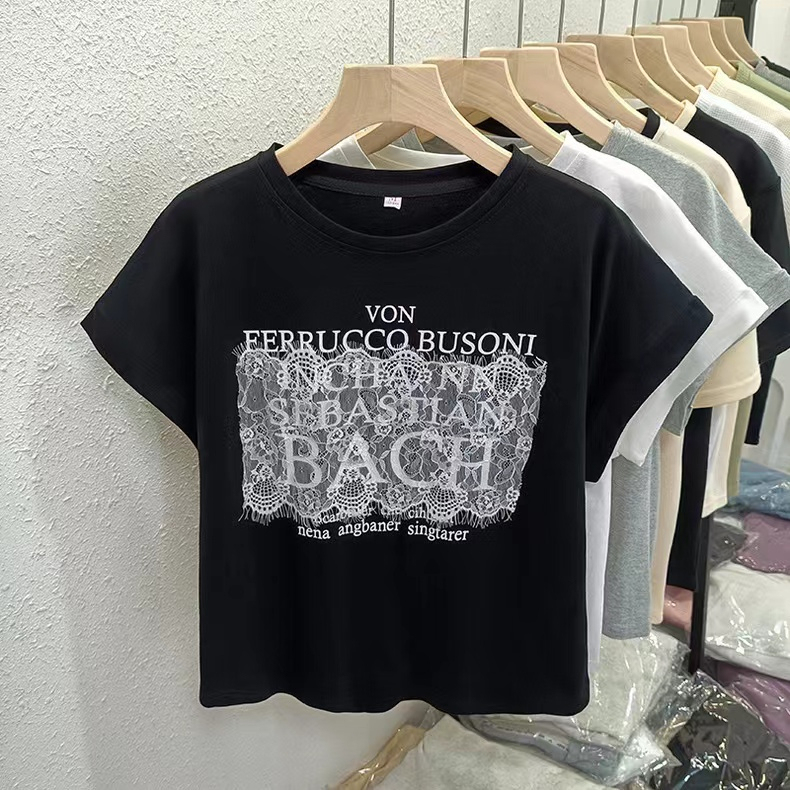 VON
FERRUCCO BUSONI
SEBASTIAN
BACH
nena angbaner singtarer